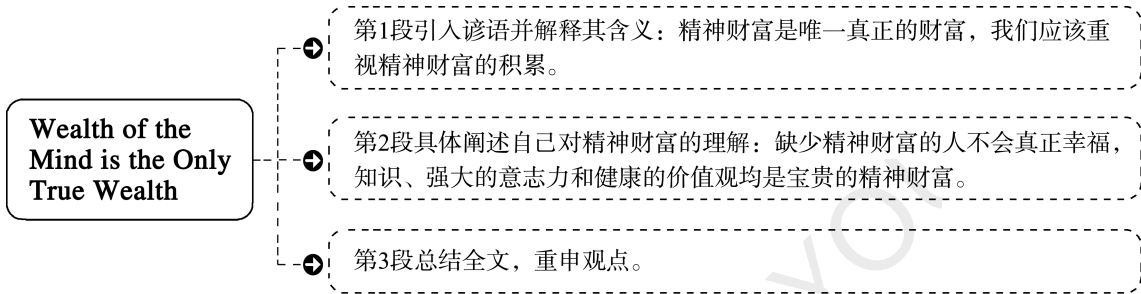 Wealth of the
Mind is the Only
True Wealth
第1段引入谚语并解释其含义：精神财富是唯一真正的财富，我们应该重
视精神财富的积累。
第2段具体阐述自己对精神财富的理解：缺少精神财富的人不会真正幸福，
知识、强大的意志力和健康的价值观均是宝贵的精神财富。
第3段总结全文，重申观点。